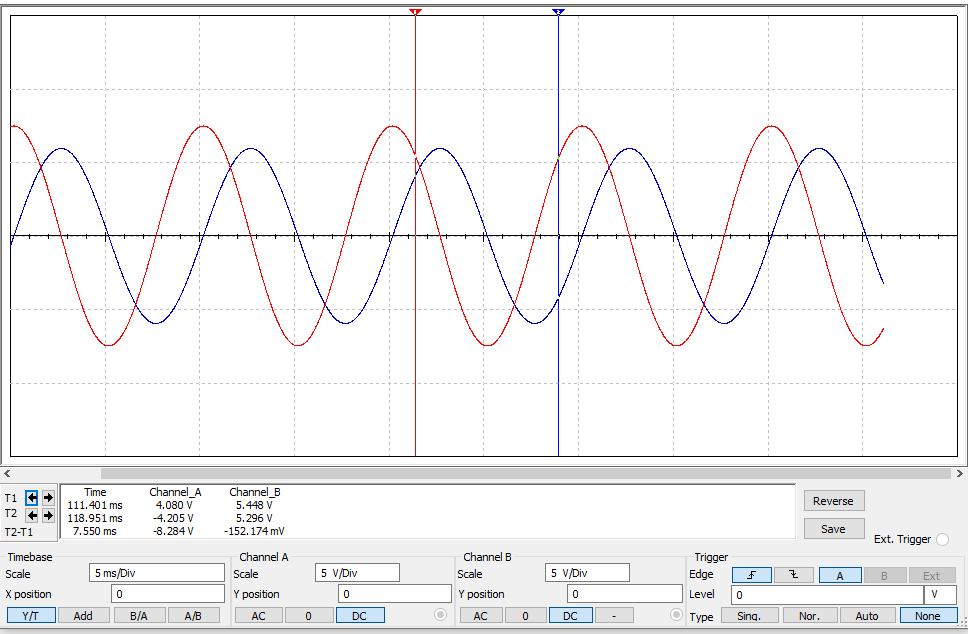 1 2
< >
T1
T2
T2-T1
Time Channel_A Channel_B
111.401 ms 4.080 V 5.448 V
118.951 ms -4.205 V 5.296 V
7.550 ms -8.284 V -152.174 mV
Reverse
Save
Ext. Trigger
Timebase
Scale 5 ms/Div
X position 0
Y/T Add B/A A/B
Channel A
Scale 5 V/Div
Y position 0
AC 0 DC
Channel B
Scale 5 V/Div
Y position 0
AC 0 DC -
Trigger
Edge A B Ext
Level 0 V
Type Sing. Nor. Auto None